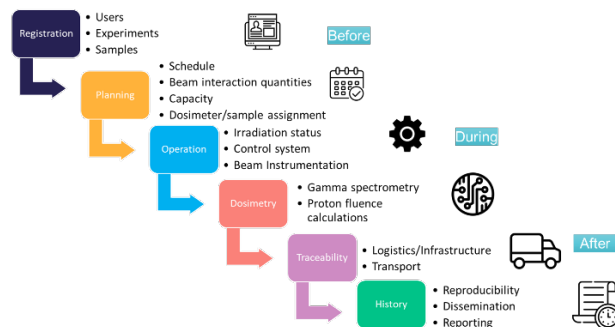 Registration
• Users
• Experiments
• Samples
Before
Planning
• Schedule
• Beam interaction quantities
• Capacity
• Dosimeter/sample assignment
Operation
• Irradiation status
• Control system
• Beam Instrumentation
During
Dosimetry
• Gamma spectrometry
• Proton fluence
calculations
Traceability
• Logistics/Infrastructure
• Transport
After
History
• Reproducibility
• Dissemination
• Reporting